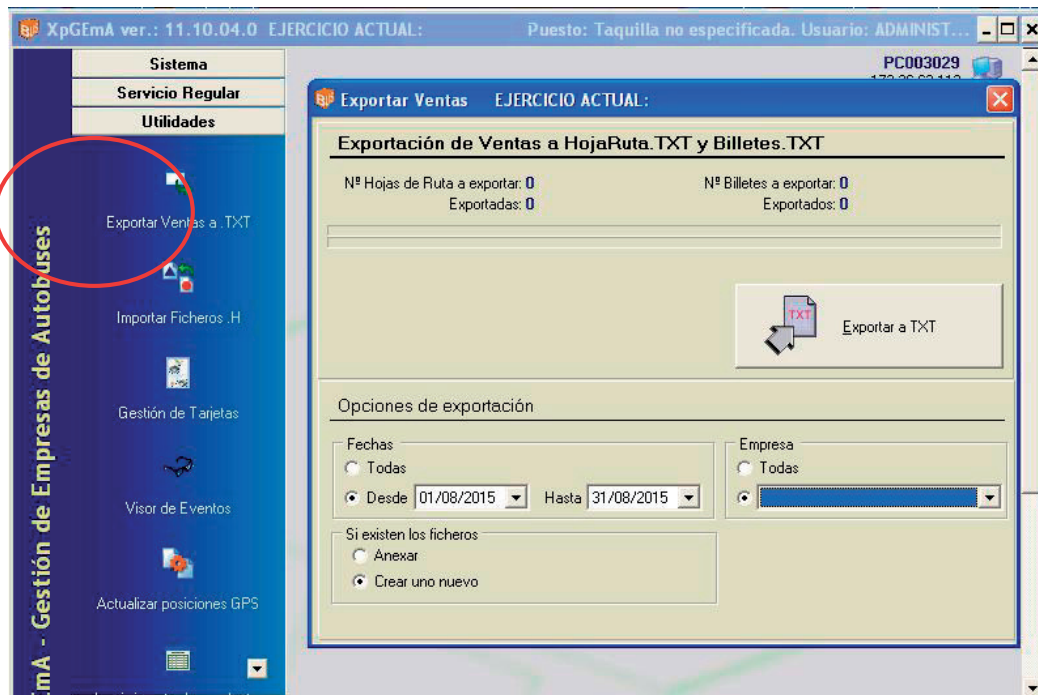 XpGEmA ver.: 11.10.04.0 EJERCICIO ACTUAL: Puesto: Taquilla no especificada. Usuario: ADMINIST...
Sistema
Servicio Regular
Utilidades
Exportar Ventas a .TXT
Importar Ficheros .H
Gestión de Tarjetas
Visor de Eventos
Actualizar posiciones GPS
EmA - Gestión de Empresas de Autobuses
PC003029
Exportar Ventas EJERCICIO ACTUAL:
Exportación de Ventas a HojaRuta.TXT y Billetes.TXT
Nº Hojas de Ruta a exportar: 0 Nº Billetes a exportar: 0
Exportadas: 0 Exportados: 0
TXT
Exportar a TXT
Opciones de exportación
Fechas
Todas
Desde 01/08/2015 Hasta 31/08/2015
Empresa
Todas
Si existen los ficheros
Anexar
Crear uno nuevo